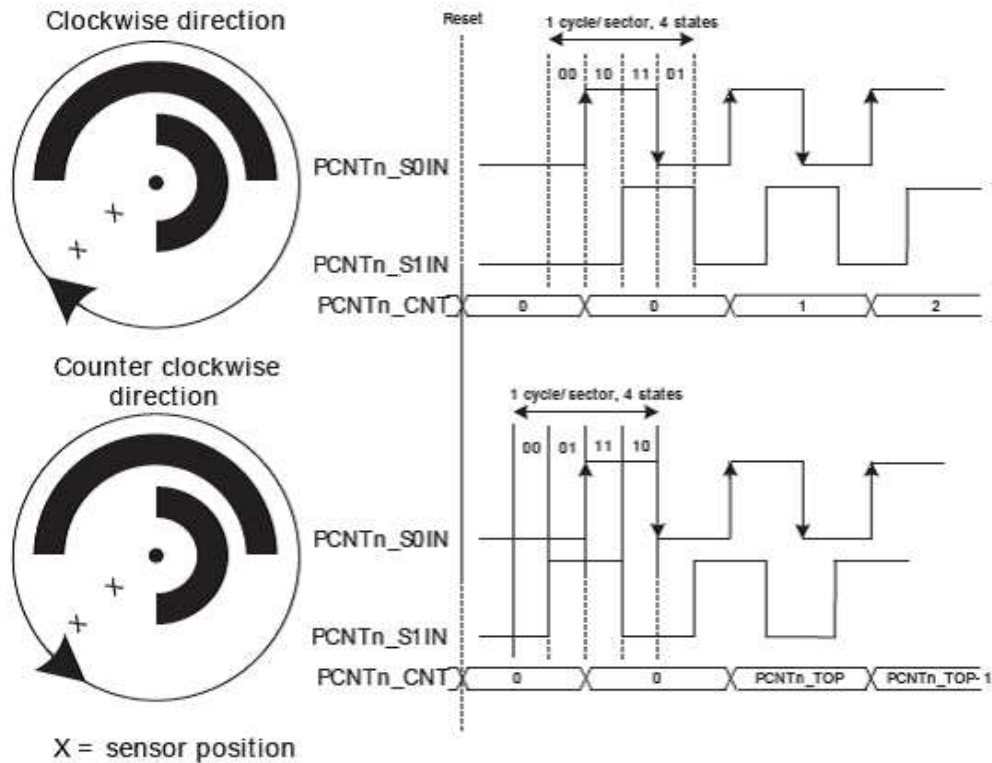 Clockwise direction
Reset
1 cycle/sector, 4 states
00 10 11 01
PCNTn_S0IN
PCNTn_S1IN
PCNTn_CNT 0 0 1 2
Counter clockwise
direction
1 cycle/sector, 4 states
00 01 11 10
PCNTn_S0IN
PCNTn_S1IN
PCNTn_CNT 0 0 PCNTn_TOP PCNTn_TOP-1
X = sensor position